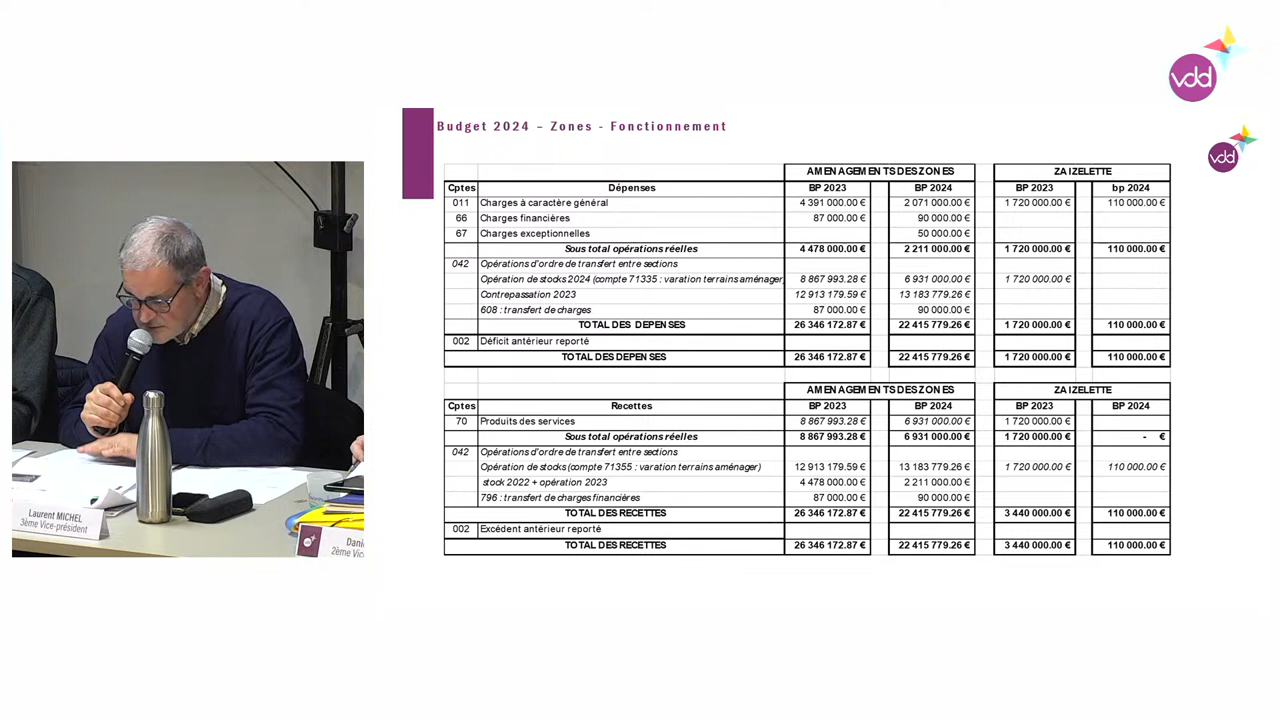 vdd
Budget 2024 – Zones - Fonctionnement
vdd
AMENAGEMENTS DES ZONES ZA IZELETTE
Cptes Dépenses BP 2023 BP 2024 BP 2023 bp 2024
011 Charges à caractère général 4 391 000.00 € 2 071 000.00 € 1 720 000.00 € 110 000.00 €
66 Charges financières 87 000.00 € 90 000.00 €
67 Charges exceptionnelles 50 000.00 €
Sous total opérations réelles 4 478 000.00 € 2 211 000.00 € 1 720 000.00 € 110 000.00 €
042 Opérations d'ordre de transfert entre sections
Opération de stocks 2024 (compte 71335 : varation terrains aménager 8 867 993.28 € 6 931 000.00 € 1 720 000.00 €
Contrepassation 2023 12 913 179.59 € 13 183 779.26 €
608 : transfert de charges 87 000.00 € 90 000.00 €
TOTAL DES DEPENSES 26 346 172.87 € 22 415 779.26 € 1 720 000.00 € 110 000.00 €
002 Déficit antérieur reporté
TOTAL DES DEPENSES 26 346 172.87 € 22 415 779.26 € 1 720 000.00 € 110 000.00 €
AMENAGEMENTS DES ZONES ZA IZELETTE
Cptes Recettes BP 2023 BP 2024 BP 2023 BP 2024
70 Produits des services 8 867 993.28 € 6 931 000.00 € 1 720 000.00 €
Sous total opérations réelles 8 867 993.28 € 6 931 000.00 € 1 720 000.00 € - €
042 Opérations d'ordre de transfert entre sections
Opération de stocks (compte 71355 : varation terrains aménager) 12 913 179.59 € 13 183 779.26 € 1 720 000.00 € 110 000.00 €
stock 2022 + opération 2023 4 478 000.00 € 2 211 000.00 €
796 : transfert de charges financières 87 000.00 € 90 000.00 €
TOTAL DES RECETTES 26 346 172.87 € 22 415 779.26 € 3 440 000.00 € 110 000.00 €
002 Excédent antérieur reporté
TOTAL DES RECETTES 26 346 172.87 € 22 415 779.26 € 3 440 000.00 € 110 000.00 €
Laurent MICHEL
3ème Vice-président
Dani
2ème Vice